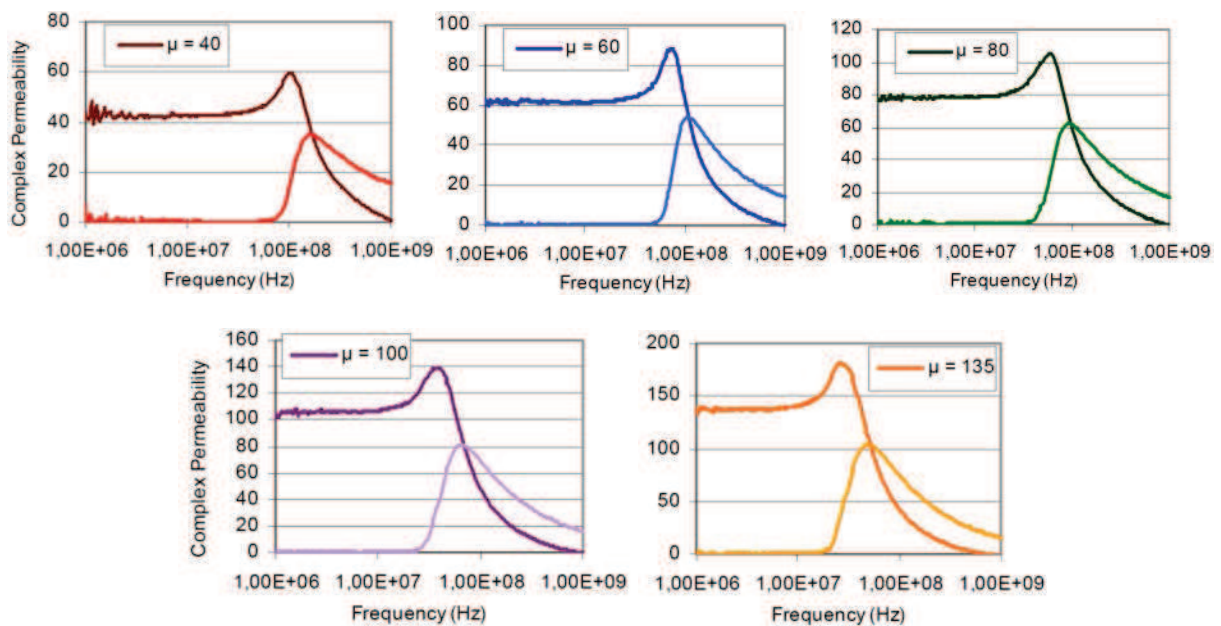 80
60
40
20
0
Complex Permeability
μ = 40
1,00E+06 1,00E+07 1,00E+08 1,00E+09
Frequency (Hz)
100
80
60
40
20
0
μ = 60
1,00E+06 1,00E+07 1,00E+08 1,00E+09
Frequency (Hz)
120
100
80
60
40
20
0
μ = 80
1,00E+06 1,00E+07 1,00E+08 1,00E+09
Frequency (Hz)
160
140
120
100
80
60
40
20
0
Complex Permeability
μ = 100
1,00E+06 1,00E+07 1,00E+08 1,00E+09
Frequency (Hz)
200
150
100
50
0
μ = 135
1,00E+06 1,00E+07 1,00E+08 1,00E+09
Frequency (Hz)